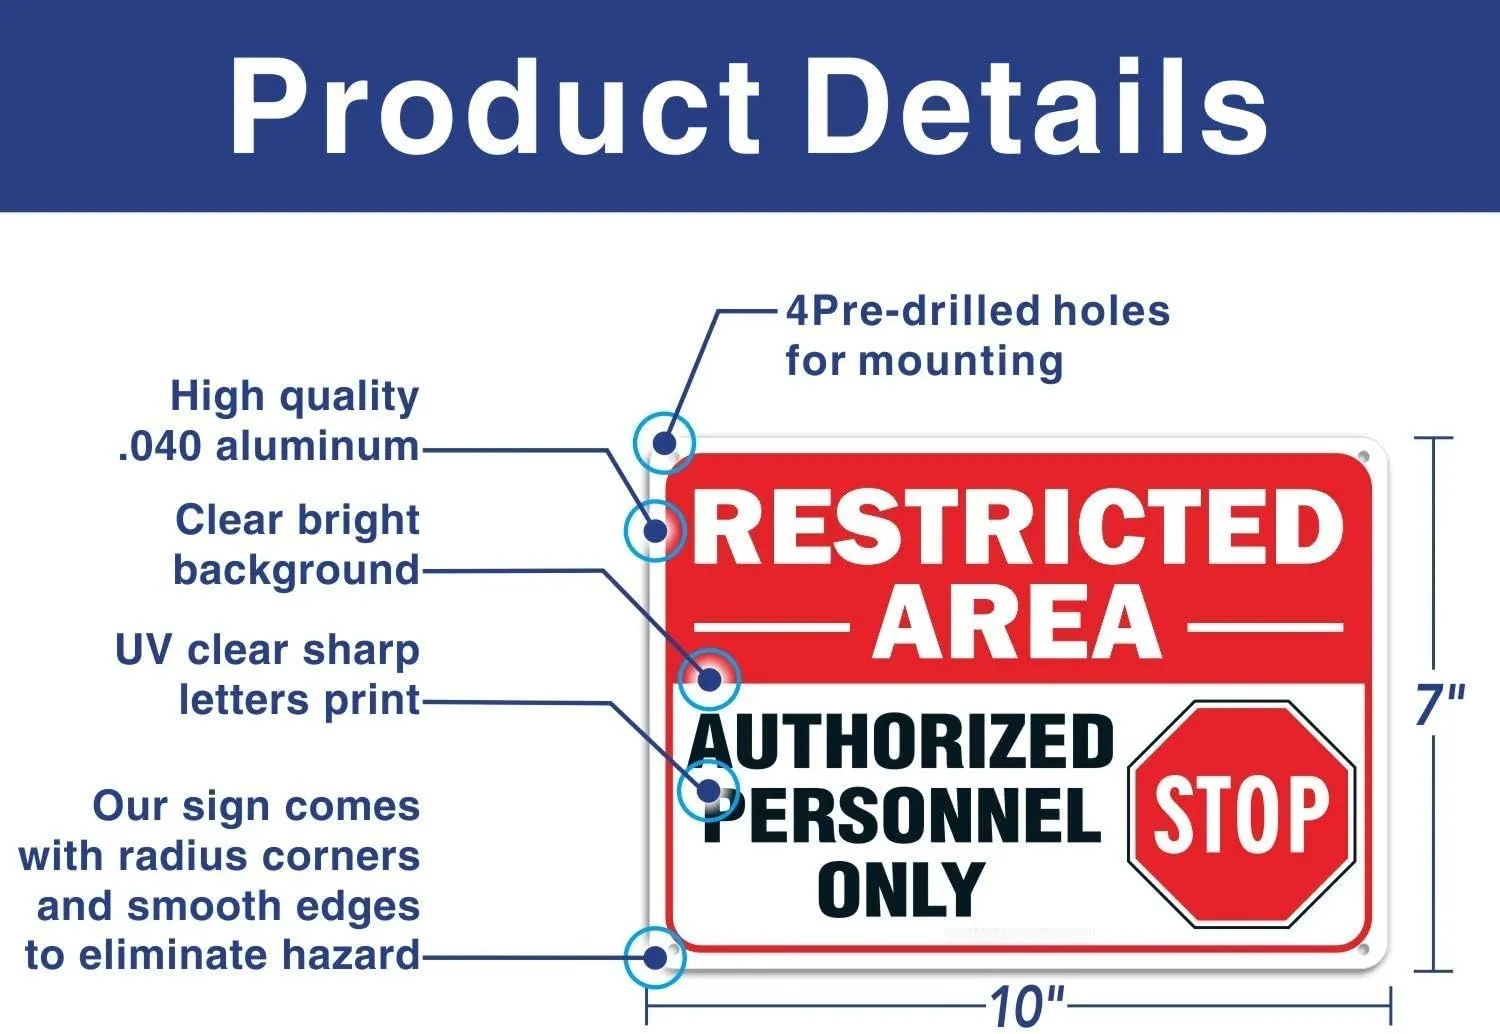 Product Details
4Pre-drilled holes
for mounting
High quality
.040 aluminum
Clear bright
background
UV clear sharp
letters print
Our sign comes
with radius corners
and smooth edges
to eliminate hazard
RESTRICTED
AREA
AUTHORIZED
PERSONNEL
ONLY
STOP
7"
10"